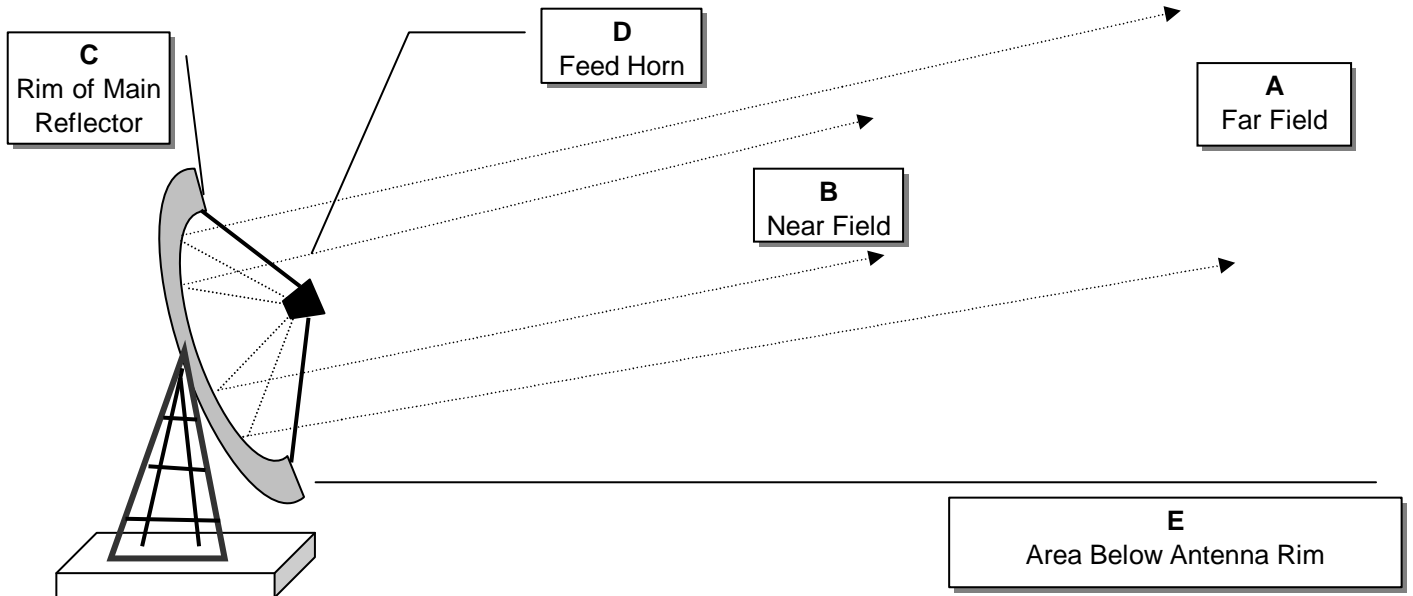 C
Rim of Main
Reflector
D
Feed Horn
A
Far Field
B
Near Field
E
Area Below Antenna Rim